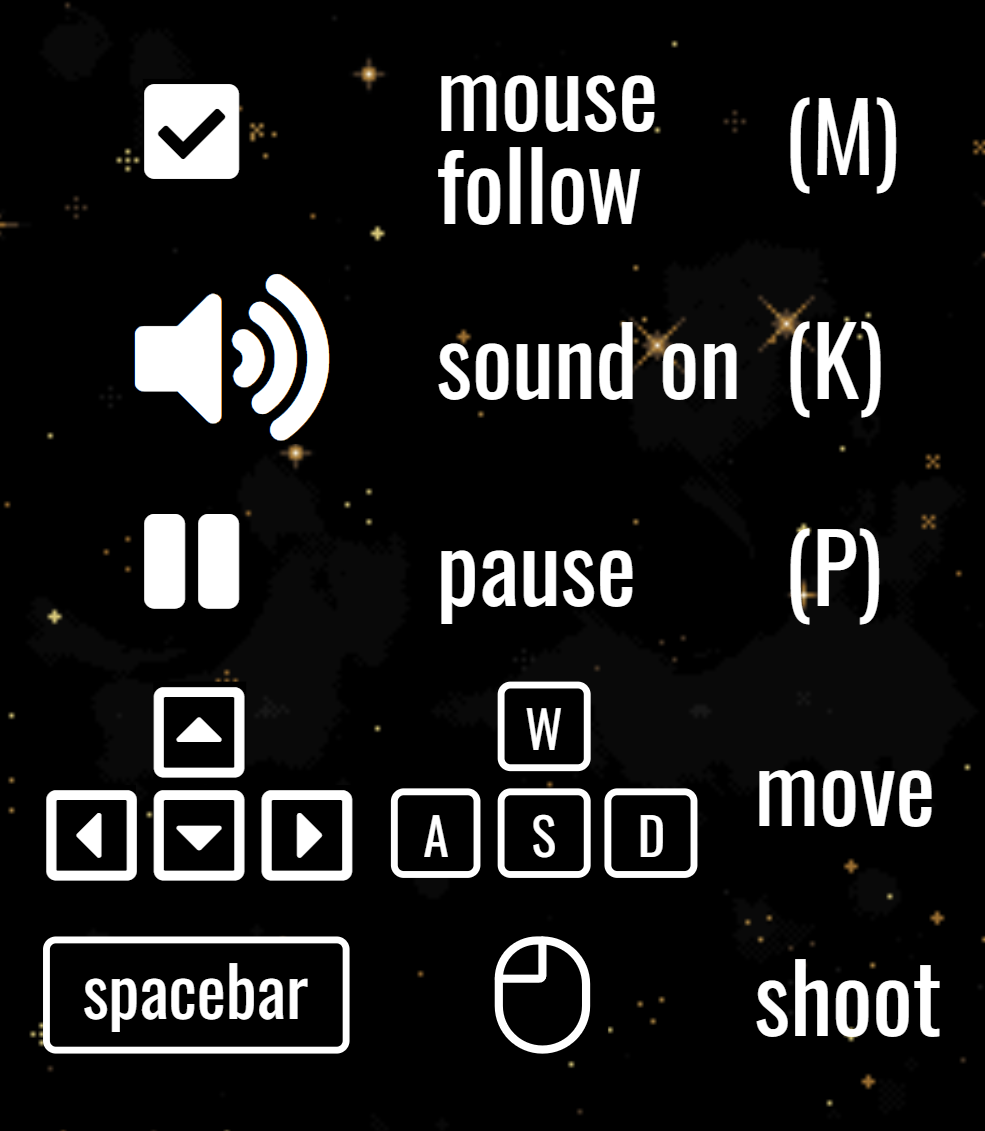 mouse
follow (M)
sound on (K)
pause (P)
W
A S D
move
spacebar shoot